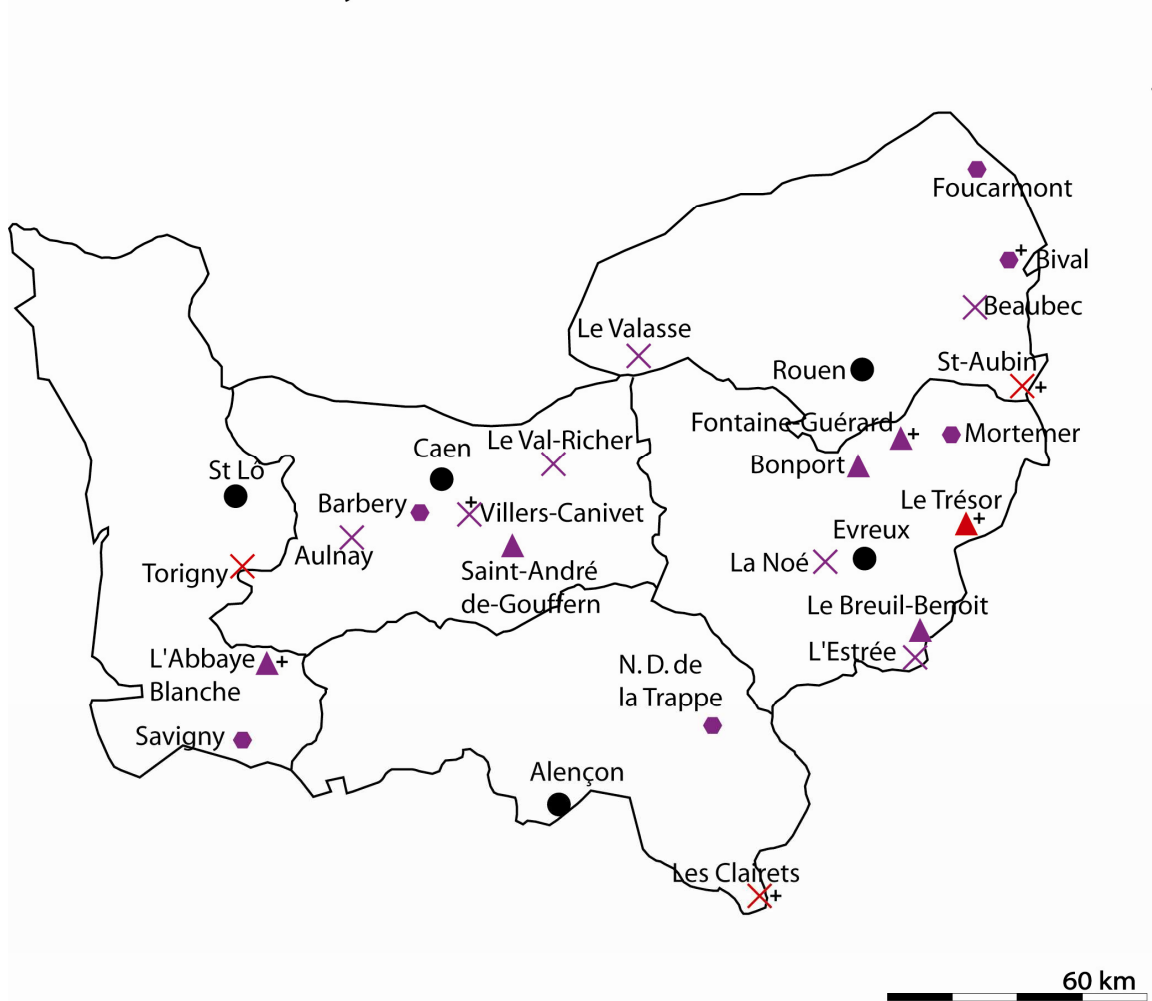 Foucarmont
Bival
Beaubec
Le Valasse
St-Aubin
Rouen
Fontaine-Guérard
Mortemer
Caen
Le Val-Richer
Bonport
St Lô
Barbery
Villers-Canivet
Le Trésor
Evreux
Aulnay
Torigny
Saint-André
de-Gouffern
La Noé
Le Breuil-Benoit
L'Estrée
L'Abbaye
Blanche
N.D. de
la Trappe
Savigny
Alençon
Les Clairets
60 km